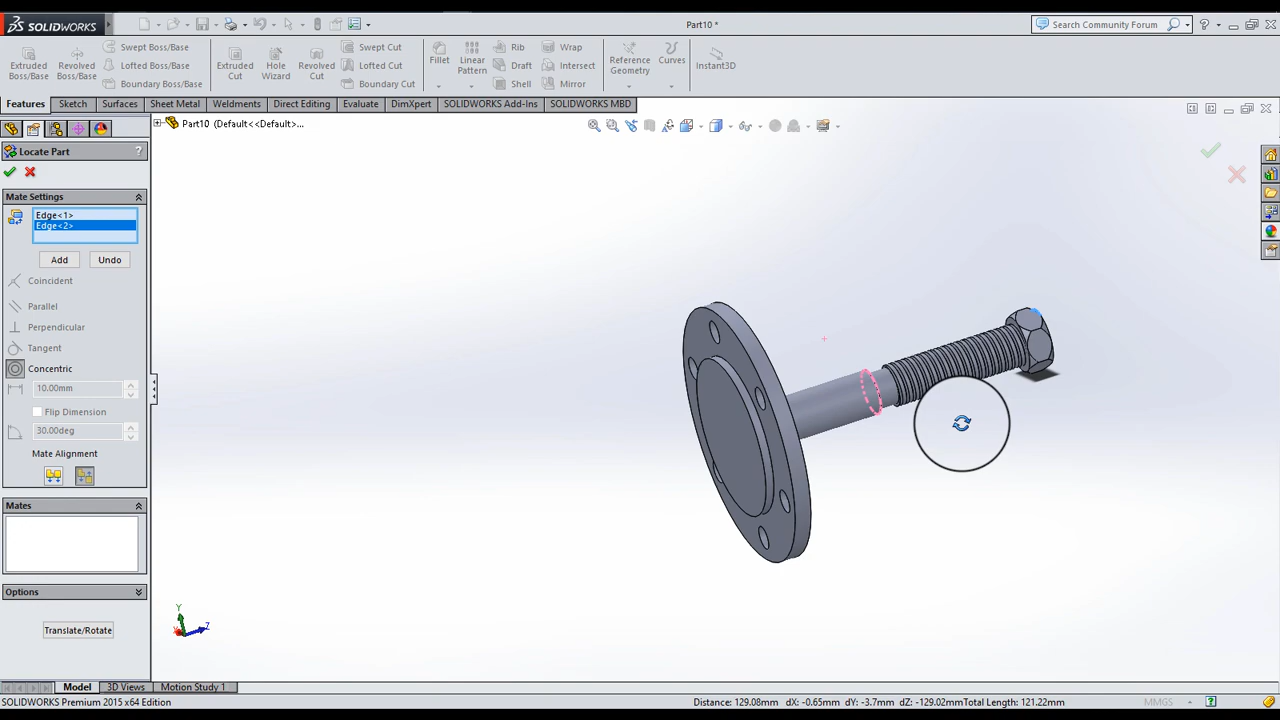 SOLIDWORKS
Part10 *
Search Community Forum
?
Extruded Boss/Base
Revolved Boss/Base
Swept Boss/Base
Lofted Boss/Base
Boundary Boss/Base
Extruded Cut
Hole Wizard
Revolved Cut
Swept Cut
Lofted Cut
Boundary Cut
Fillet
Linear Pattern
Rib
Draft
Shell
Wrap
Intersect
Mirror
Reference Geometry
Curves
Instant3D
Features
Sketch
Surfaces
Sheet Metal
Weldments
Direct Editing
Evaluate
DimXpert
SOLIDWORKS Add-Ins
SOLIDWORKS MBD
Part10 (Default<<Default>...
Locate Part
?
Mate Settings
Edge<1>
Edge<2>
Add
Undo
Coincident
Parallel
Perpendicular
Tangent
Concentric
10.00mm
Flip Dimension
30.00deg
Mate Alignment
Mates
Options
Translate/Rotate
Y
Z
Model
3D Views
Motion Study 1
SOLIDWORKS Premium 2015 x64 Edition
Distance: 129.08mm dX: -0.65mm dY: -3.7mm dZ: -129.02mmTotal Length: 121.22mm
MMGS
?